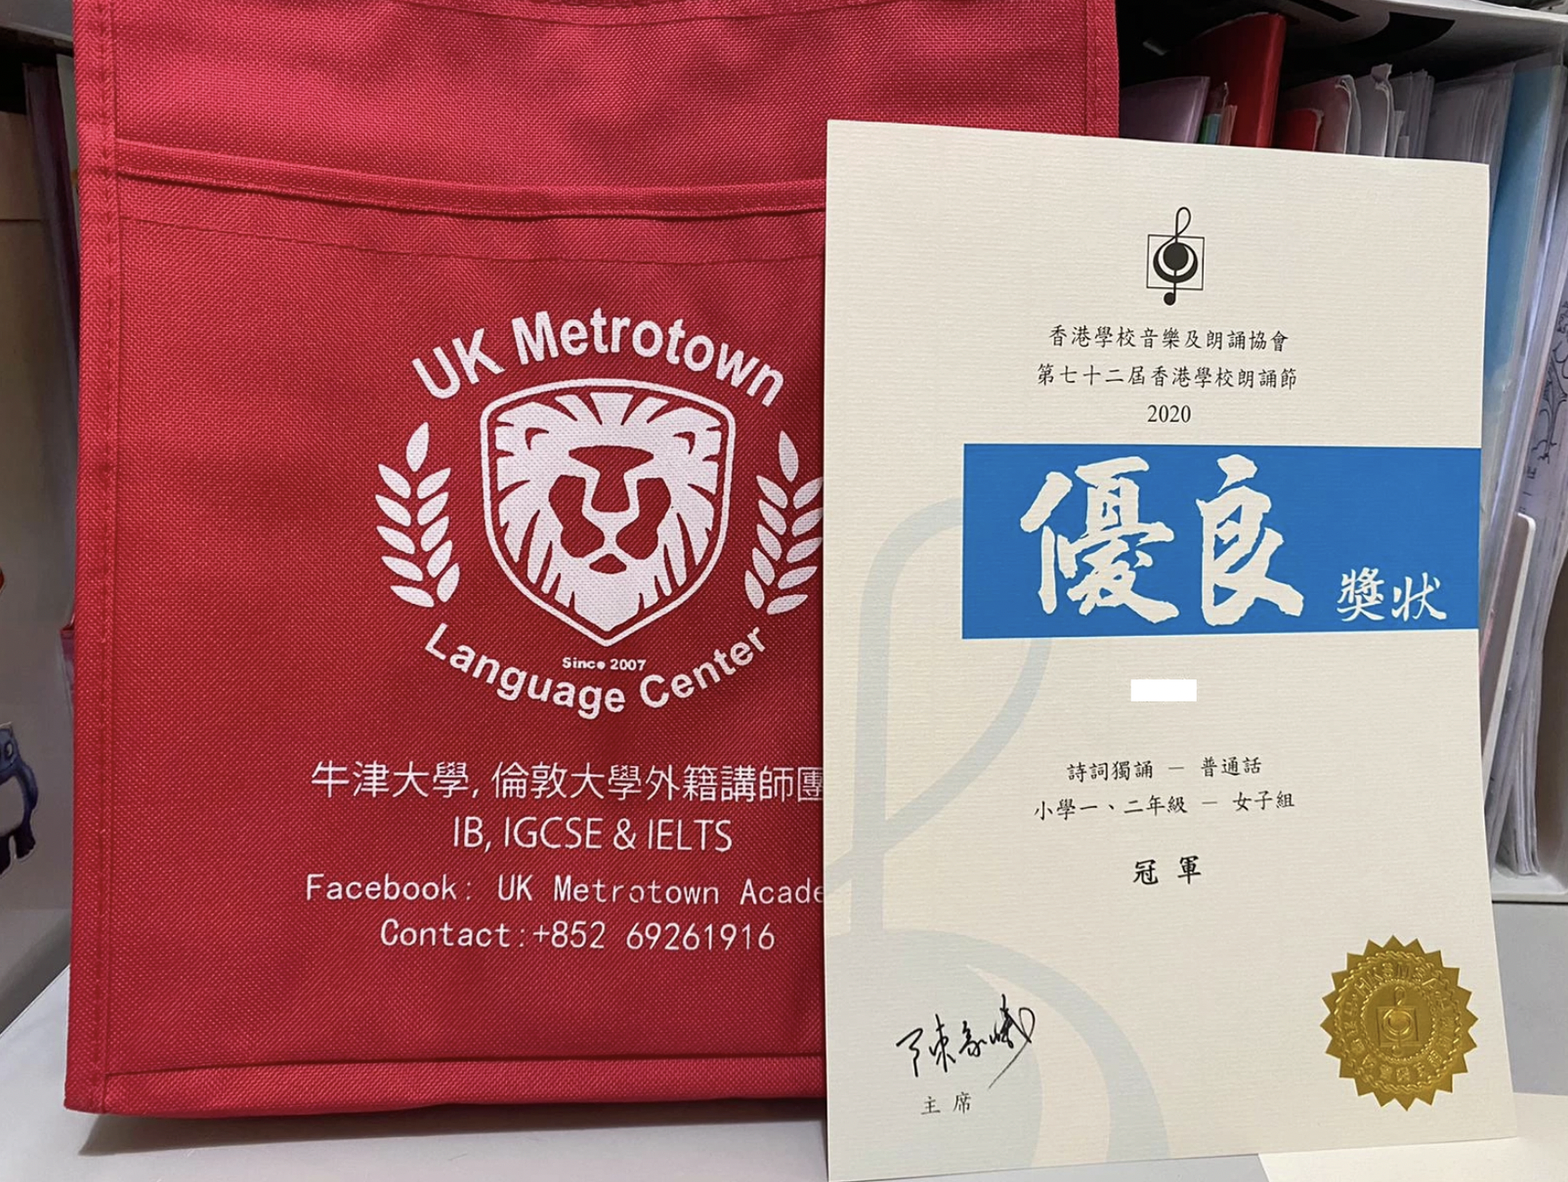 UK Metrotown
Since 2007
Language Center
牛津大學, 倫敦大學外籍講師團
IB, IGCSE & IELTS
Facebook: UK Metrotown Acade
Contact:+852 69261916
香港學校音樂及朗誦協會
第七十二屆香港學校朗誦節
2020
優良獎狀
詩詞獨誦 － 普通話
小學一、二年級 － 女子組
冠軍
主席